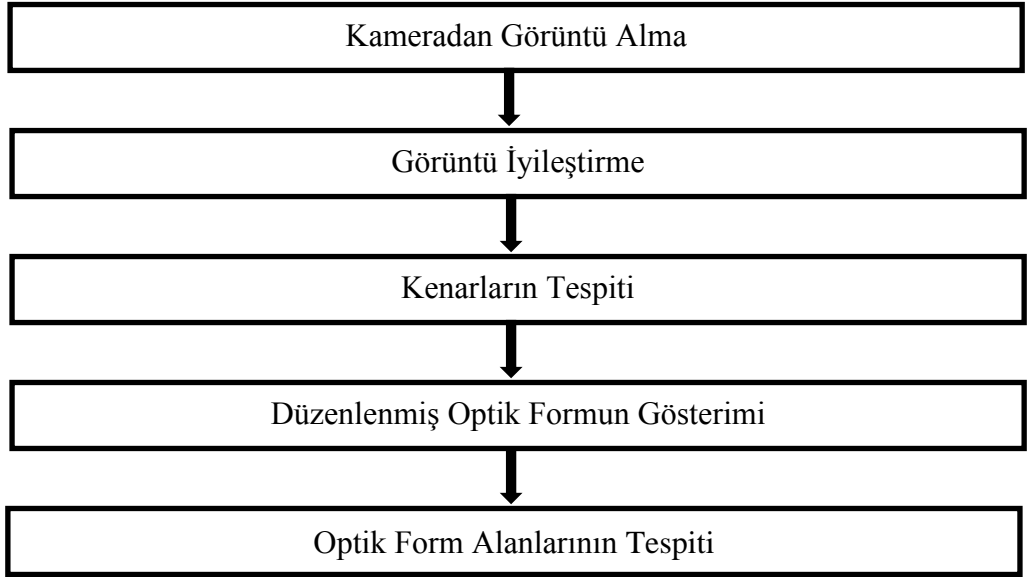 Kameradan Görüntü Alma
Görüntü İyileştirme
Kenarların Tespiti
Düzenlenmiş Optik Formun Gösterimi
Optik Form Alanlarının Tespiti